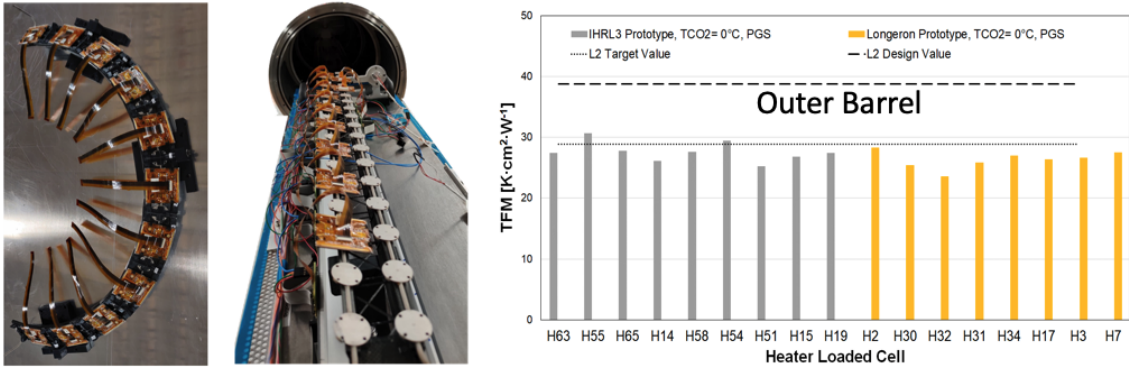 IHRL3 Prototype, TCO2= 0°C, PGS
Longeron Prototype, TCO2= 0°C, PGS
L2 Target Value
L2 Design Value
Outer Barrel
TFM [K·cm²·W⁻¹]
50
40
30
20
10
0
H63 H55 H65 H14 H58 H54 H51 H15 H19 H2 H30 H32 H31 H34 H17 H3 H7
Heater Loaded Cell